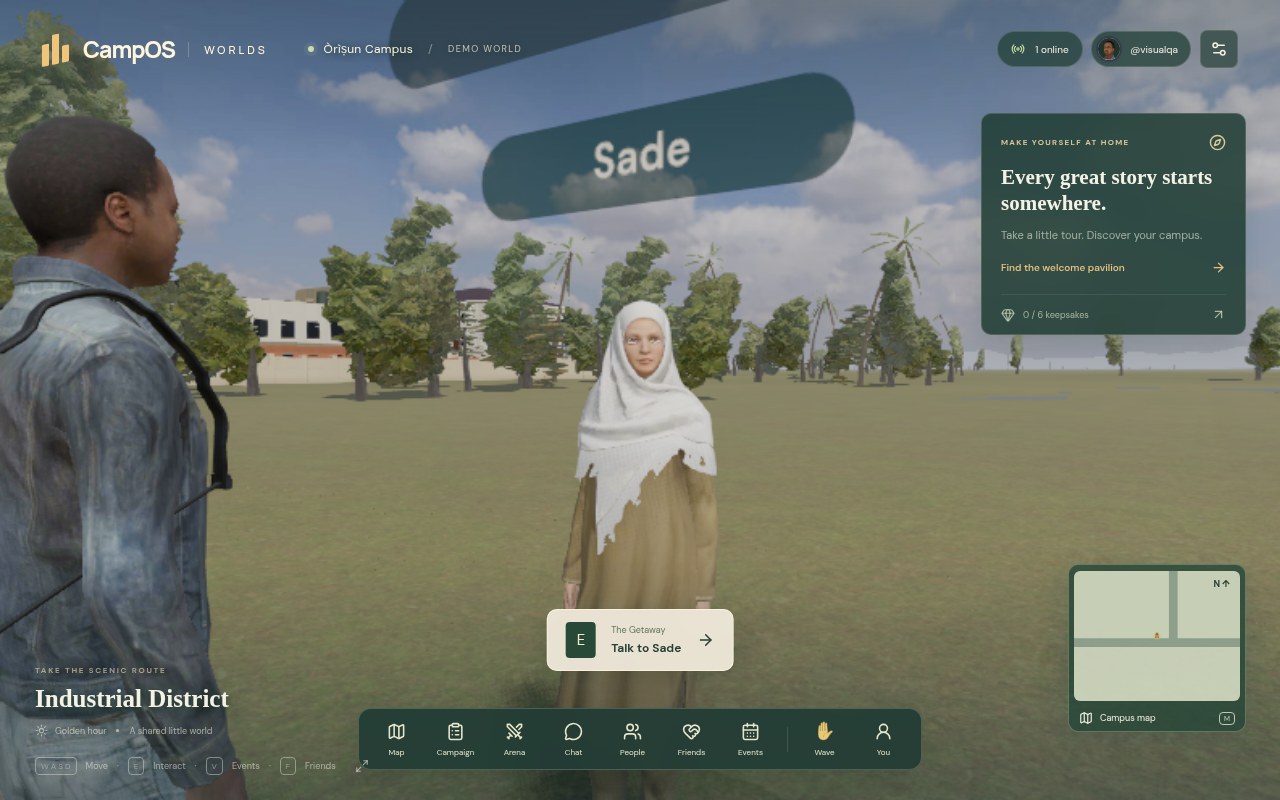 CampOS WORLDS Òrìṣun Campus / DEMO WORLD
1 online
@visualqa
Sade
MAKE YOURSELF AT HOME
Every great story starts
somewhere.
Take a little tour. Discover your campus.
Find the welcome pavilion
0 / 6 keepsakes
E
The Getaway
Talk to Sade
N
Campus map M
TAKE THE SCENIC ROUTE
Industrial District
Golden hour • A shared little world
WASD Move · E Interact · V Events · F Friends
Map Campaign Arena Chat People Friends Events Wave You